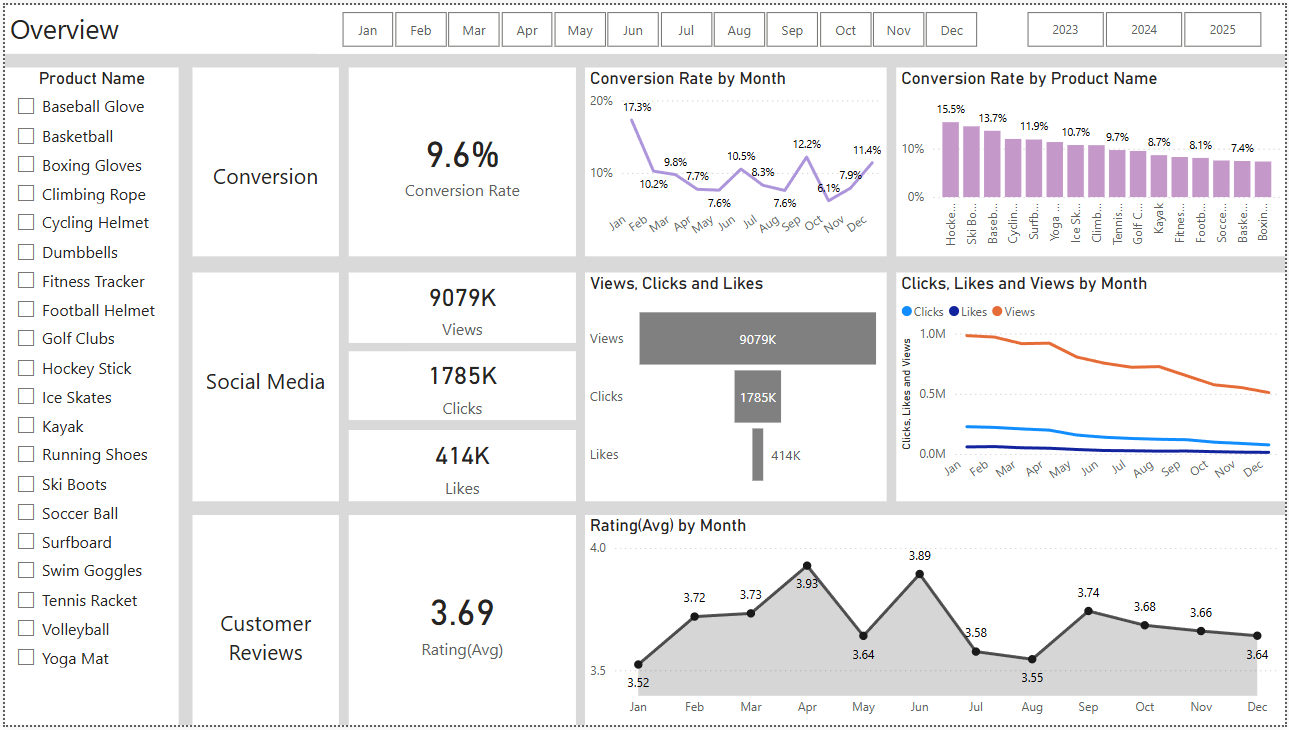 Overview
Jan Feb Mar Apr May Jun Jul Aug Sep Oct Nov Dec
2023 2024 2025
Product Name
Baseball Glove
Basketball
Boxing Gloves
Climbing Rope
Cycling Helmet
Dumbbells
Fitness Tracker
Football Helmet
Golf Clubs
Hockey Stick
Ice Skates
Kayak
Running Shoes
Ski Boots
Soccer Ball
Surfboard
Swim Goggles
Tennis Racket
Volleyball
Yoga Mat
Conversion
9.6%
Conversion Rate
Conversion Rate by Month
20%
10%
17.3%
10.2%
9.8%
7.7%
7.6%
10.5%
8.3%
7.6%
12.2%
6.1%
7.9%
11.4%
Jan Feb Mar Apr May Jun Jul Aug Sep Oct Nov Dec
Conversion Rate by Product Name
10%
0%
15.5%
13.7%
11.9%
10.7%
9.7%
8.7%
8.1%
7.4%
Hocke...
Ski Bo...
Baseb...
Cyclin...
Surfb...
Yoga ...
Ice Sk...
Climb...
Tennis...
Golf C...
Kayak
Fitnes...
Footb...
Socce...
Baske...
Boxin...
Social Media
9079K
Views
1785K
Clicks
414K
Likes
Views, Clicks and Likes
Views
9079K
Clicks
1785K
Likes
414K
Clicks, Likes and Views by Month
Clicks Likes Views
Clicks, Likes and Views
1.0M
0.5M
0.0M
Jan Feb Mar Apr May Jun Jul Aug Sep Oct Nov Dec
Customer
Reviews
3.69
Rating(Avg)
Rating(Avg) by Month
4.0
3.5
3.52
3.72
3.73
3.93
3.64
3.89
3.58
3.55
3.74
3.68
3.66
3.64
Jan Feb Mar Apr May Jun Jul Aug Sep Oct Nov Dec